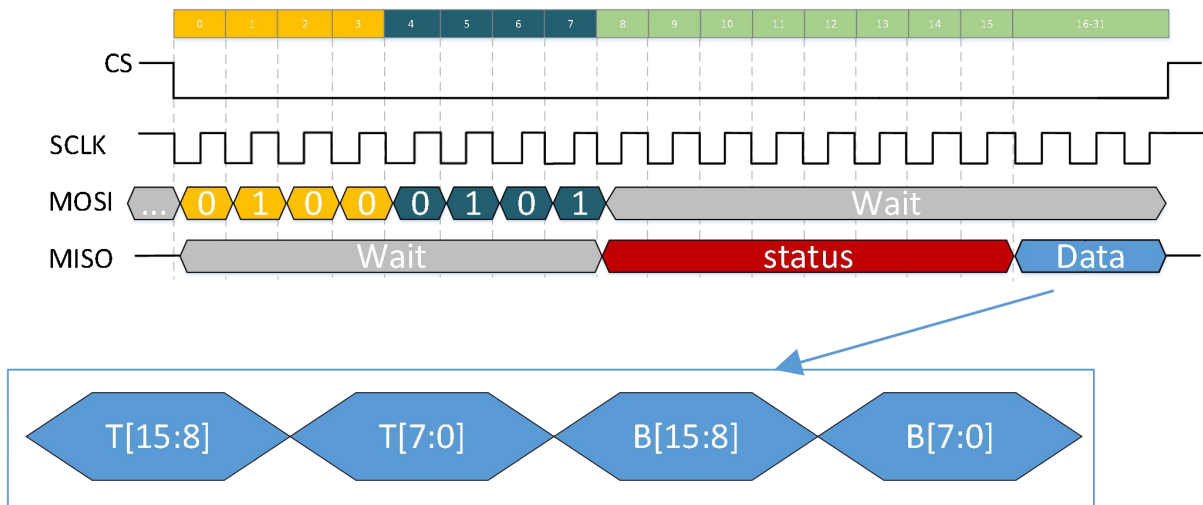 0 1 2 3 4 5 6 7 8 9 10 11 12 13 14 15 16-31
CS
SCLK
MOSI ... 0 1 0 0 0 1 0 1 Wait
MISO Wait status Data
T[15:8] T[7:0] B[15:8] B[7:0]